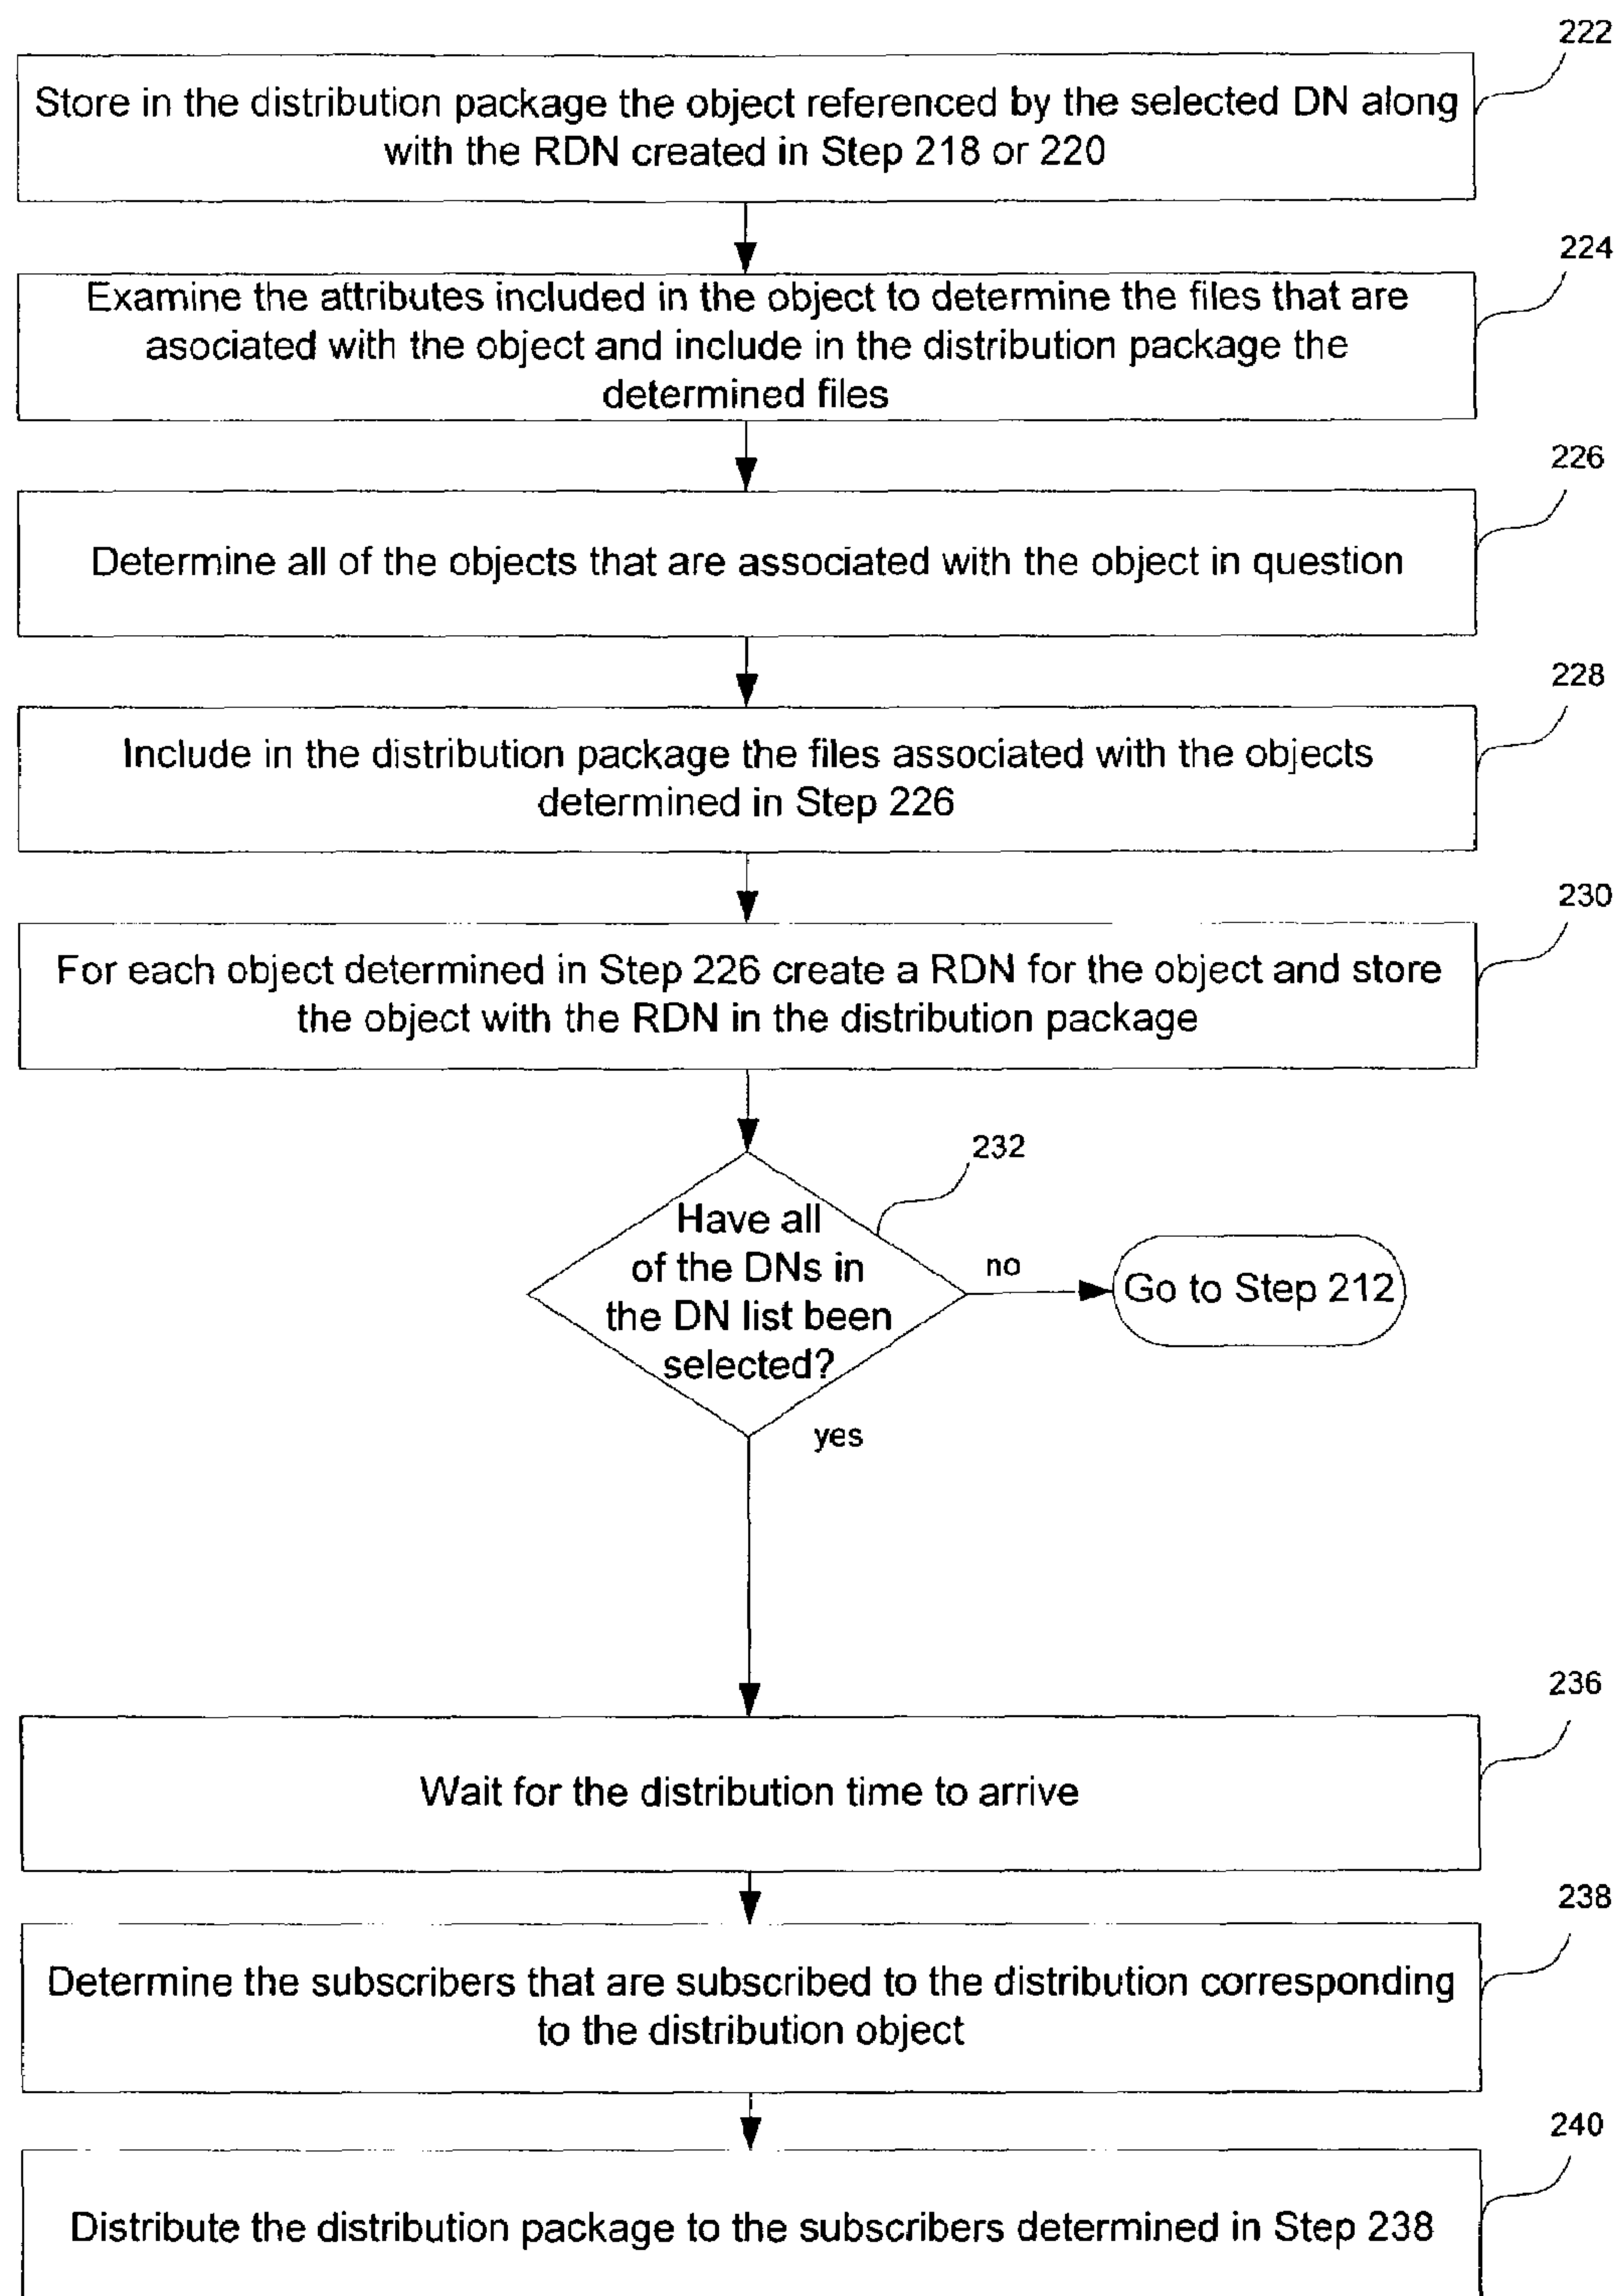 222
Store in the distribution package the object referenced by the selected DN along
with the RDN created in Step 218 or 220
224
Examine the attributes included in the object to determine the files that are
asociated with the object and include in the distribution package the
determined files
226
Determine all of the objects that are associated with the object in question
228
Include in the distribution package the files associated with the objects
determined in Step 226
230
For each object determined in Step 226 create a RDN for the object and store
the object with the RDN in the distribution package
232
Have all
of the DNs in
the DN list been
selected?
no
Go to Step 212
yes
236
Wait for the distribution time to arrive
238
Determine the subscribers that are subscribed to the distribution corresponding
to the distribution object
240
Distribute the distribution package to the subscribers determined in Step 238